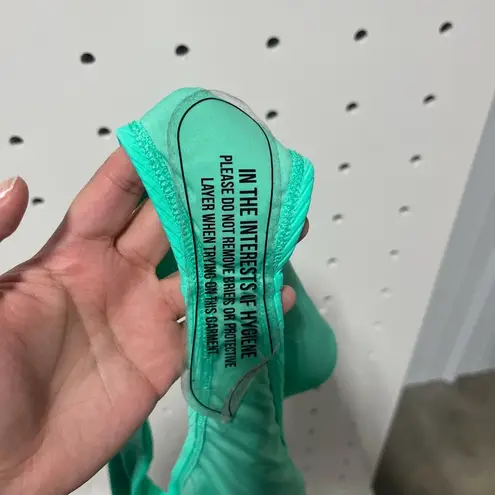 IN THE INTERESTS OF HYGIENE
PLEASE DO NOT REMOVE BRIEFS OR PROTECTIVE
LAYER WHEN TRYING ON THIS GARMENT.